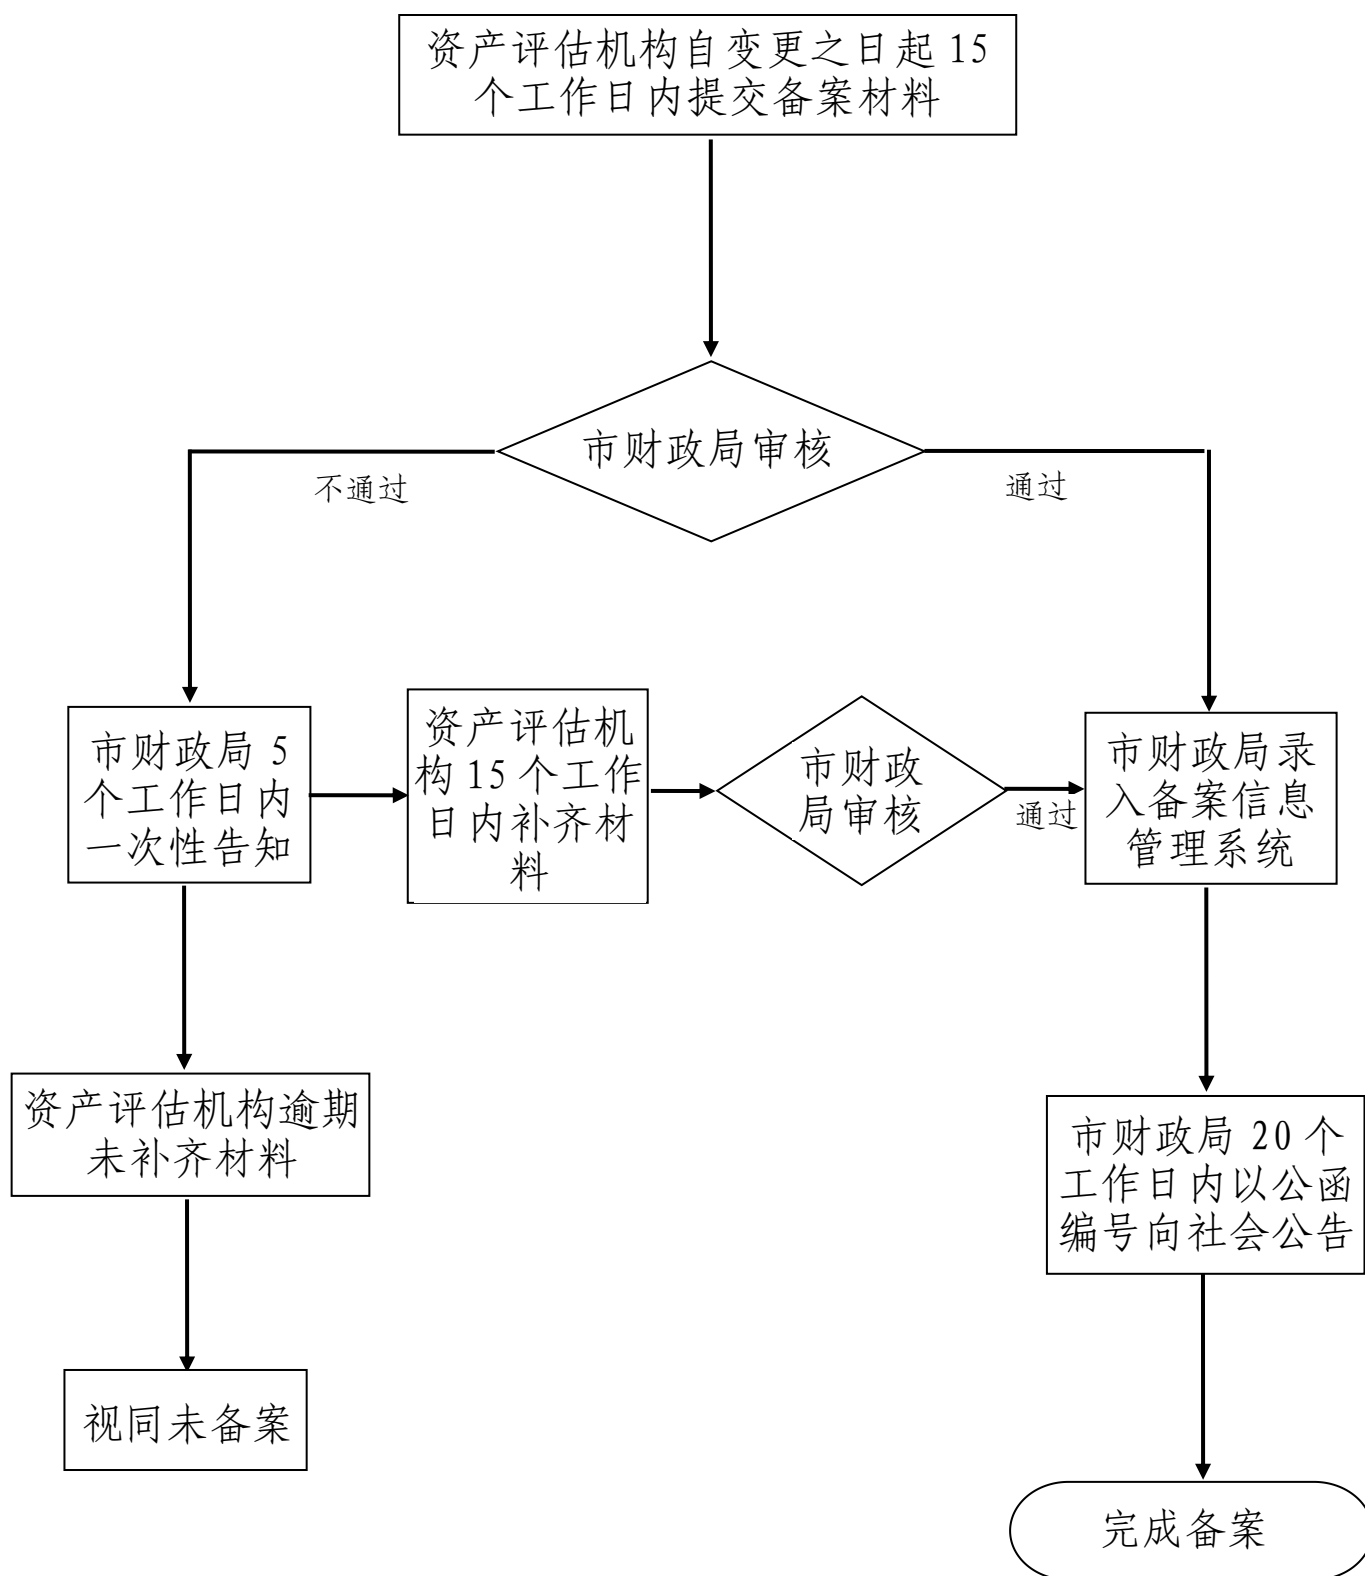 资产评估机构自变更之日起 15
个工作日内提交备案材料
市财政局审核
不通过
通过
市财政局 5
个工作日内
一次性告知
资产评估机
构 15 个工作
日内补齐材
料
市财政
局审核
通过
市财政局录
入备案信息
管理系统
资产评估机构逾期
未补齐材料
市财政局 20 个
工作日内以公函
编号向社会公告
视同未备案
完成备案